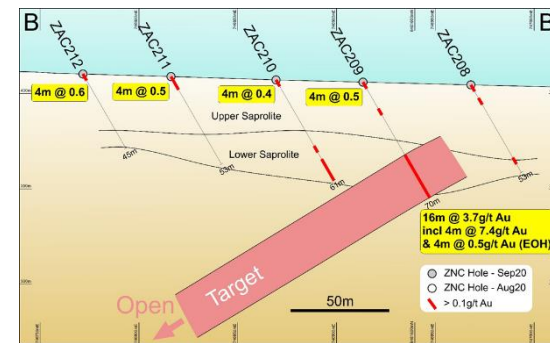 B
B
ZAC212
ZAC211
ZAC210
ZAC209
ZAC208
4m @ 0.6
4m @ 0.5
4m @ 0.4
4m @ 0.5
Upper Saprolite
Lower Saprolite
45m
53m
61m
70m
53m
16m @ 3.7g/t Au
incl 4m @ 7.4g/t Au
& 4m @ 0.5g/t Au (EOH)
Target
Open
50m
ZNC Hole - Sep20
ZNC Hole - Aug20
> 0.1g/t Au